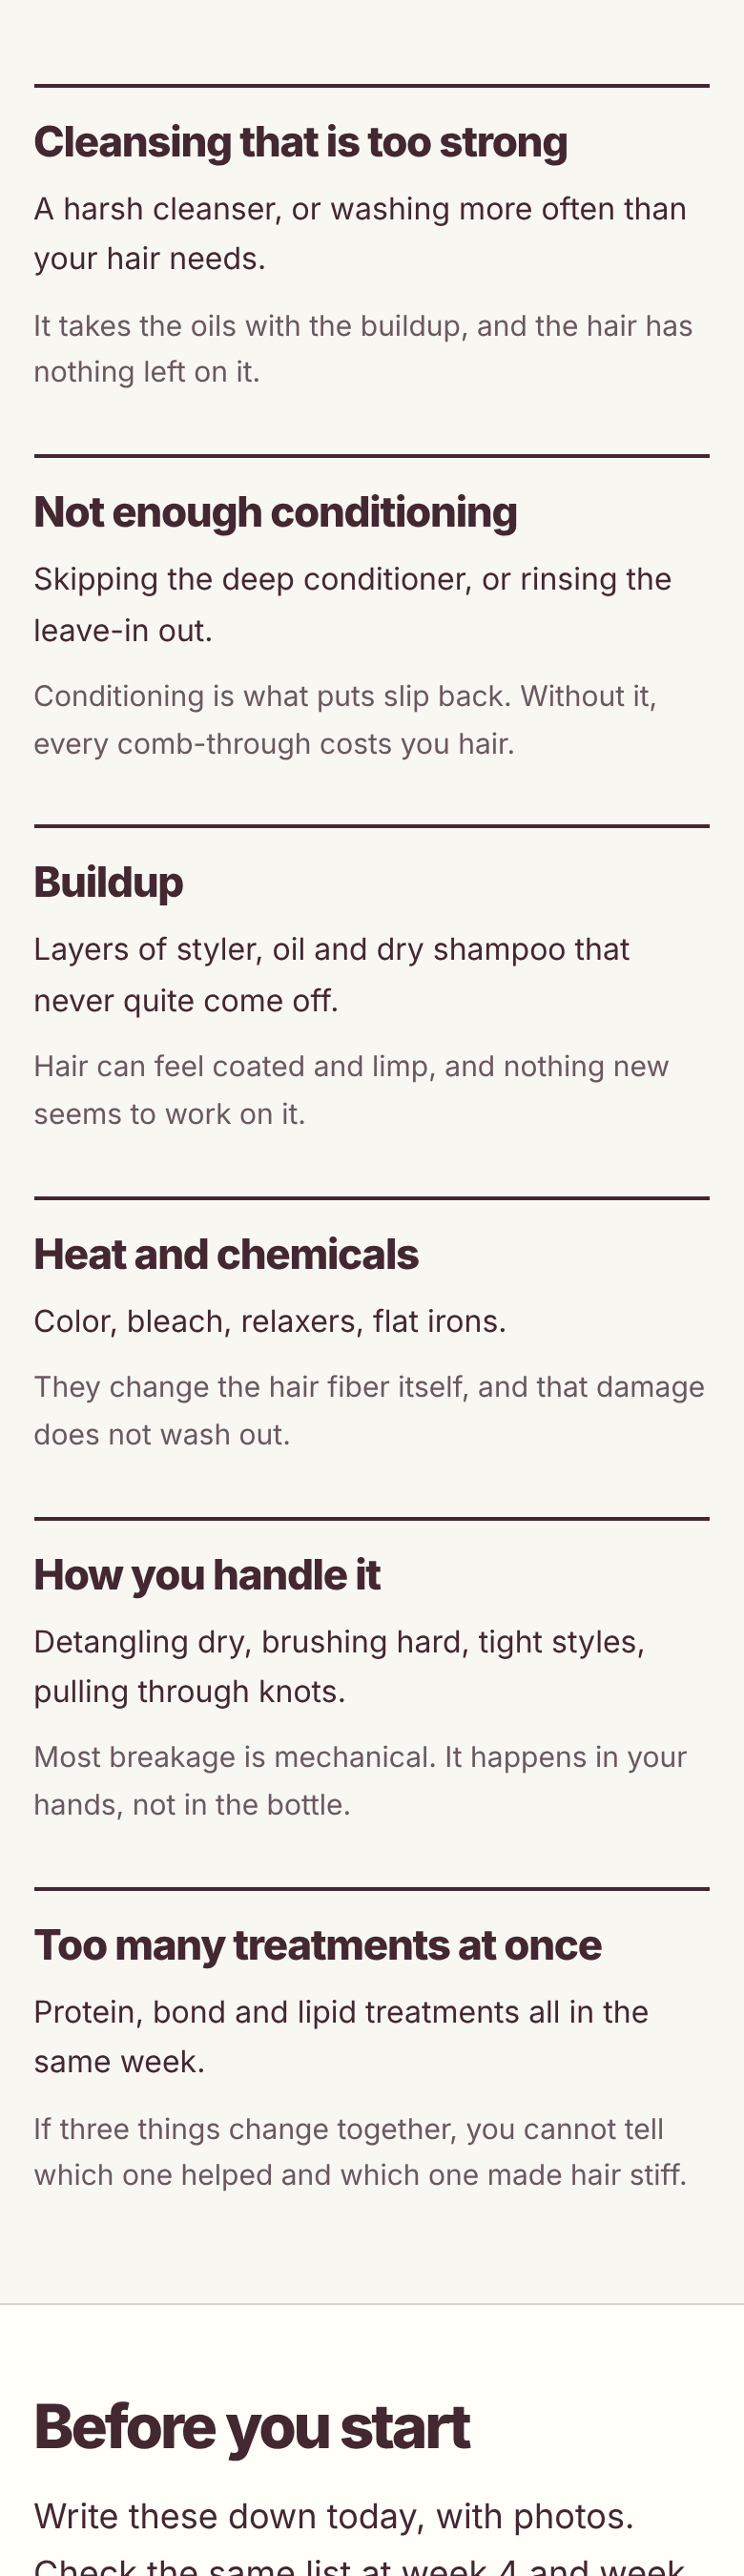 Cleansing that is too strong
A harsh cleanser, or washing more often than
your hair needs.
It takes the oils with the buildup, and the hair has
nothing left on it.
Not enough conditioning
Skipping the deep conditioner, or rinsing the
leave-in out.
Conditioning is what puts slip back. Without it,
every comb-through costs you hair.
Buildup
Layers of styler, oil and dry shampoo that
never quite come off.
Hair can feel coated and limp, and nothing new
seems to work on it.
Heat and chemicals
Color, bleach, relaxers, flat irons.
They change the hair fiber itself, and that damage
does not wash out.
How you handle it
Detangling dry, brushing hard, tight styles,
pulling through knots.
Most breakage is mechanical. It happens in your
hands, not in the bottle.
Too many treatments at once
Protein, bond and lipid treatments all in the
same week.
If three things change together, you cannot tell
which one helped and which one made hair stiff.
Before you start
Write these down today, with photos.
Check the same list at week 4 and week